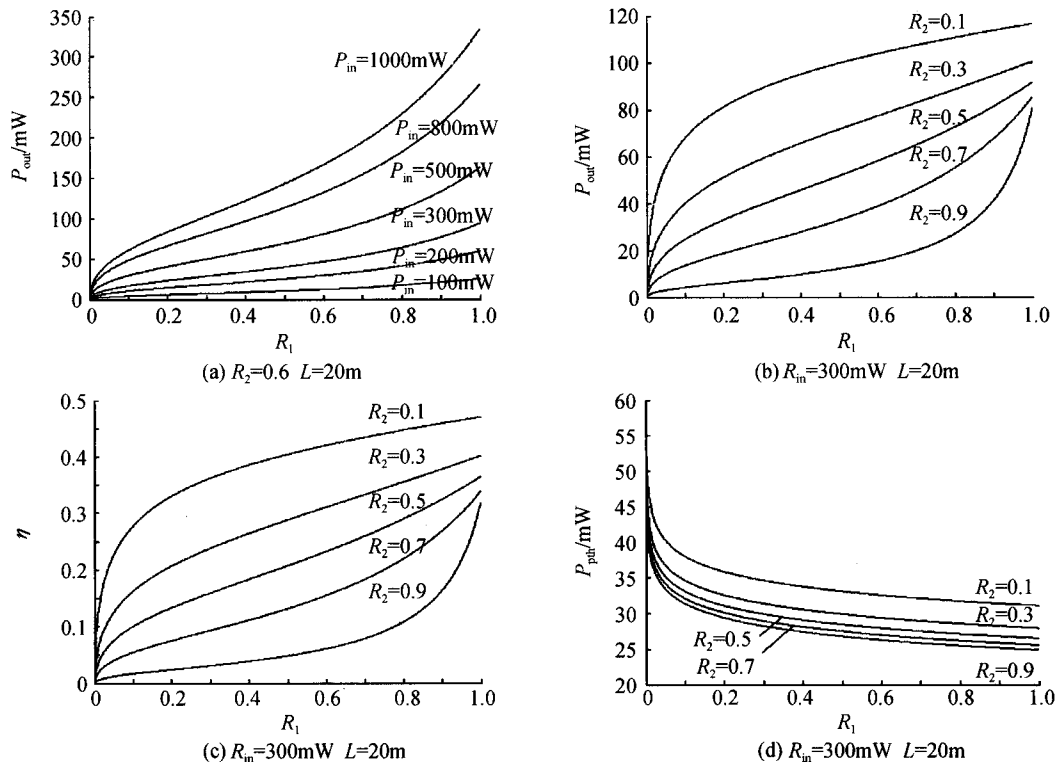 350
300
250
200
150
100
50
0
P_out/mW
P_in=1000mW
P_in=800mW
P_in=500mW
P_in=300mW
P_in=200mW
P_in=100mW
0 0.2 0.4 0.6 0.8 1.0
R_1
(a) R_2=0.6 L=20m
120
100
80
60
40
20
0
P_out/mW
R_2=0.1
R_2=0.3
R_2=0.5
R_2=0.7
R_2=0.9
0 0.2 0.4 0.6 0.8 1.0
R_1
(b) R_in=300mW L=20m
0.5
0.4
0.3
0.2
0.1
0
η
R_2=0.1
R_2=0.3
R_2=0.5
R_2=0.7
R_2=0.9
0 0.2 0.4 0.6 0.8 1.0
R_1
(c) R_in=300mW L=20m
60
55
50
45
40
35
30
25
20
P_pth/mW
R_2=0.1
R_2=0.3
R_2=0.5
R_2=0.7
R_2=0.9
0 0.2 0.4 0.6 0.8 1.0
R_1
(d) R_in=300mW L=20m